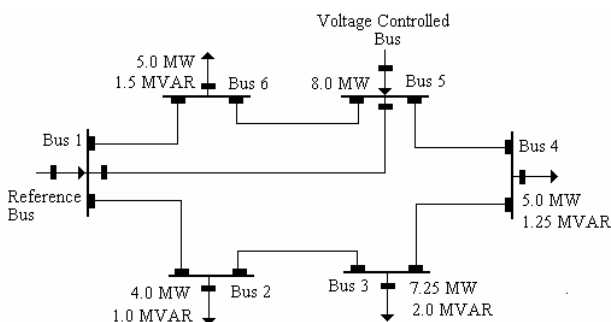 Voltage Controlled
Bus
5.0 MW
1.5 MVAR
Bus 6
8.0 MW
Bus 5
Bus 1
Bus 4
Reference
Bus
5.0 MW
1.25 MVAR
4.0 MW
1.0 MVAR
Bus 2
Bus 3
7.25 MW
2.0 MVAR